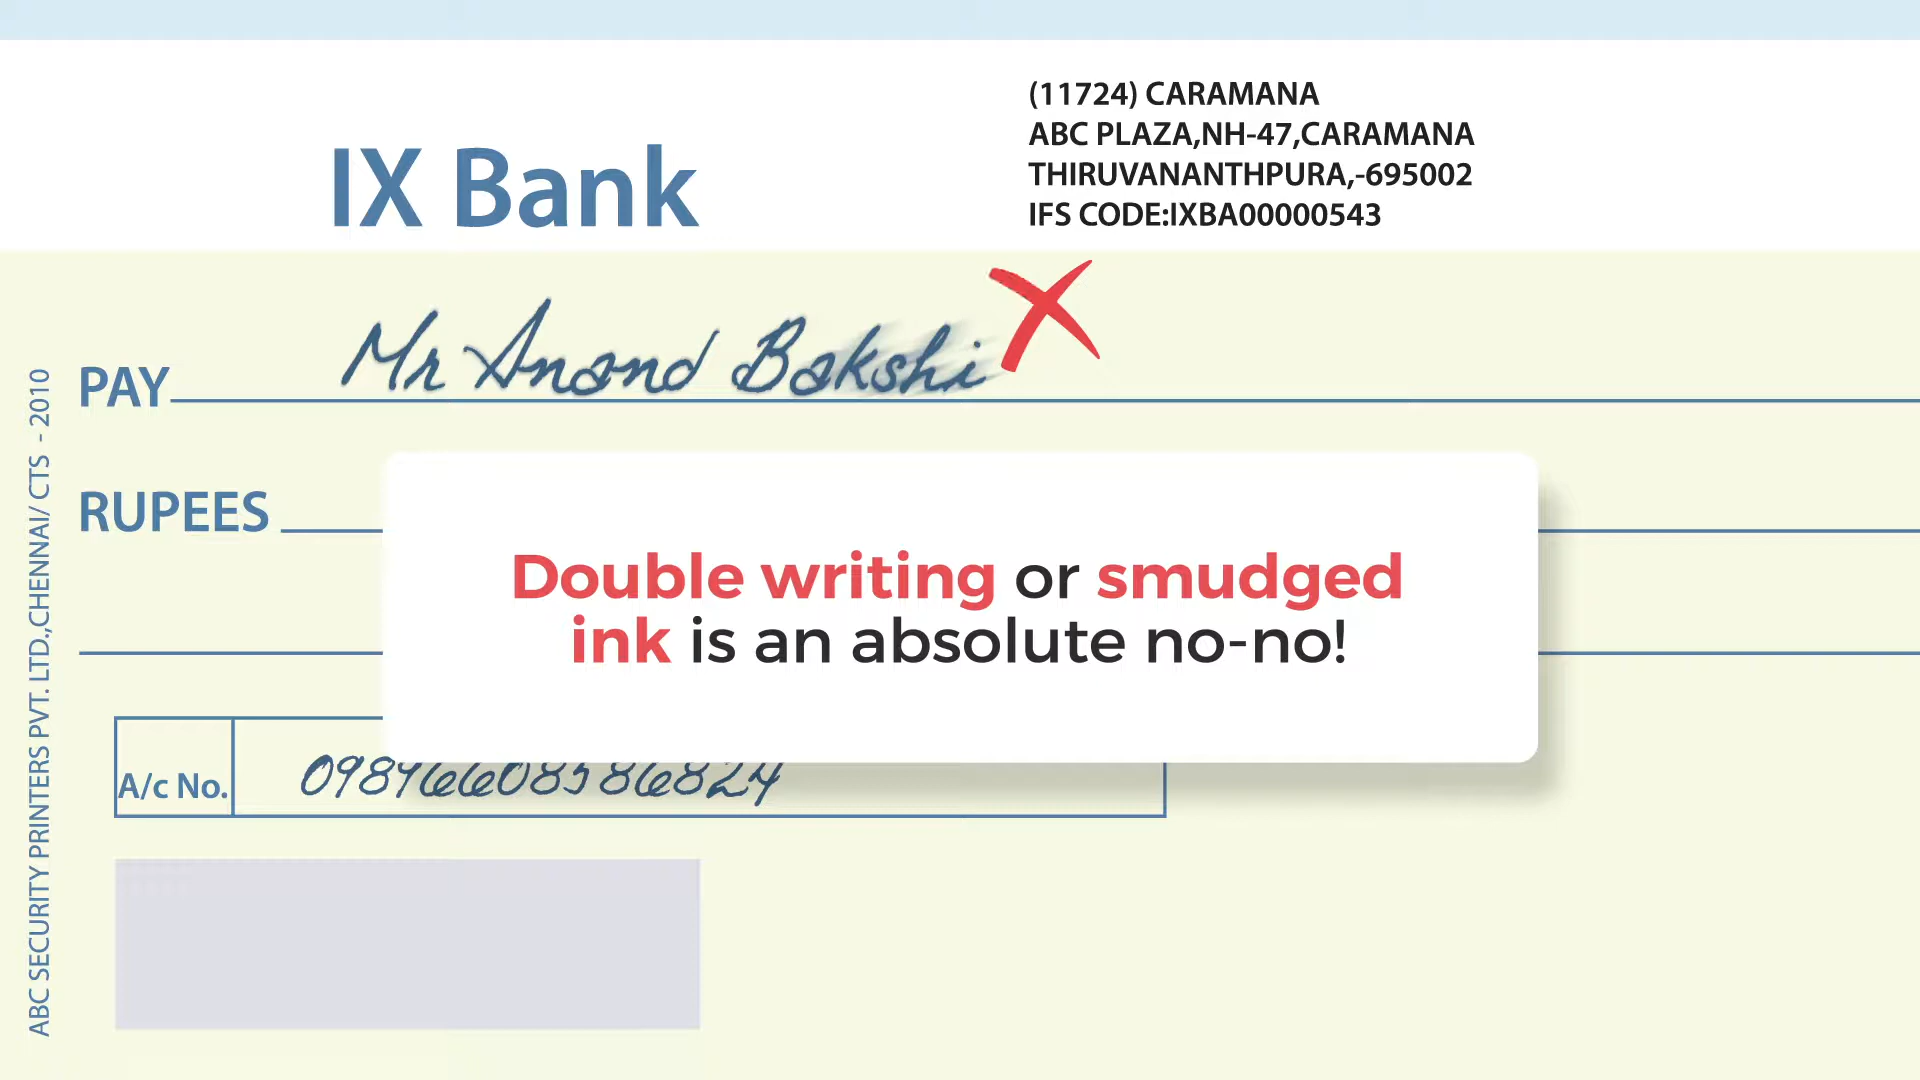 (11724) CARAMANA
ABC PLAZA,NH-47,CARAMANA
THIRUVANANTHPURA,-695002
IFS CODE:IXBA00000543
IX Bank
PAY Mr Anand Bakshi
RUPEES
Double writing or smudged
ink is an absolute no-no!
A/c No.
ABC SECURITY PRINTERS PVT. LTD.,CHENNAI/ CTS - 2010